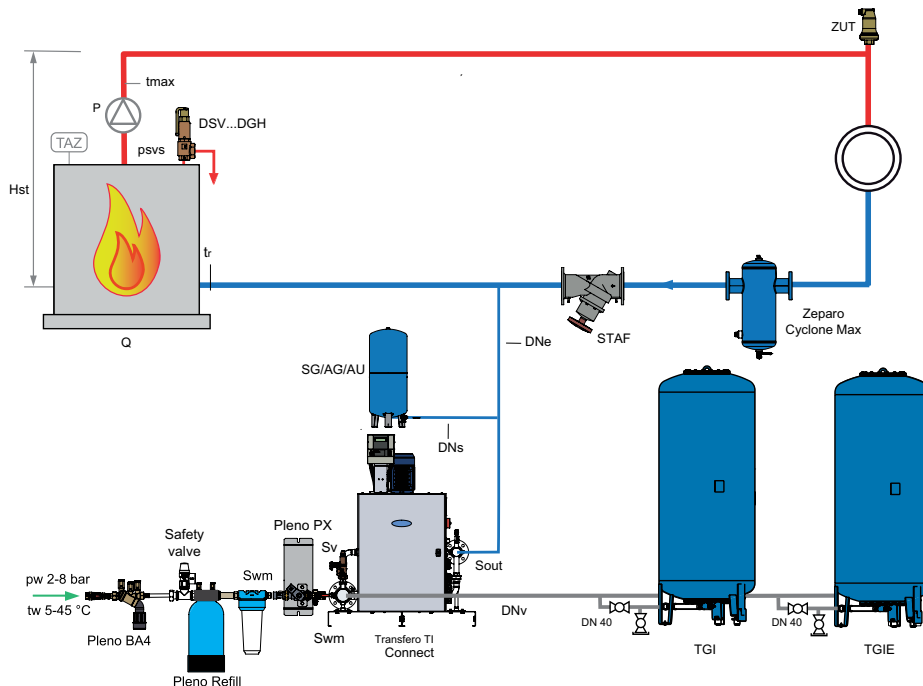 ZUT
tmax
P
DSV...DGH
TAZ
psvs
Hst
tr
Q
STAF
Zeparo
Cyclone Max
DNe
SG/AG/AU
DNs
Pleno PX
Safety
valve
Sv
Swm
Sout
pw 2-8 bar
tw 5-45 °C
DNv
DN 40
DN 40
Pleno BA4
Swm
Transfero TI
Connect
TGI
TGIE
Pleno Refill